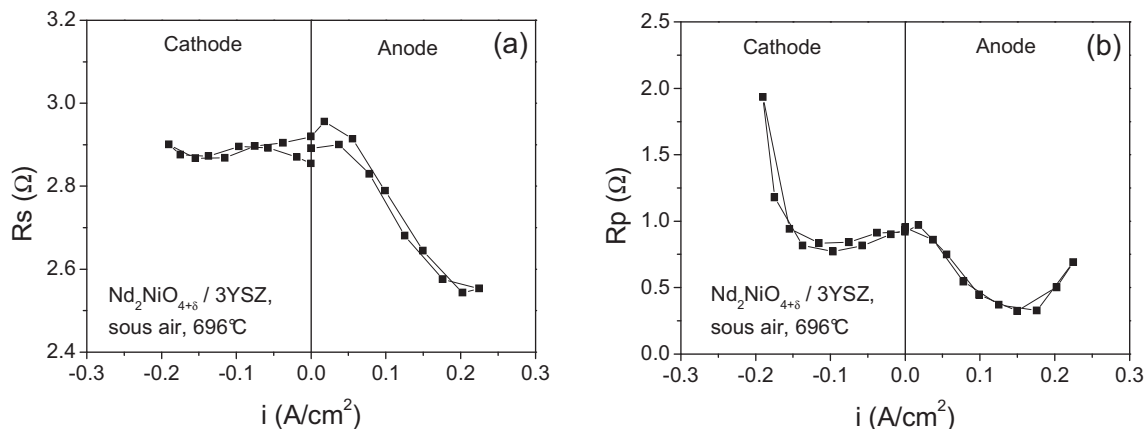 3.2
3.0
2.8
2.6
2.4
Rs (Ω)
Cathode
Anode
(a)
Nd₂NiO₄₊δ / 3YSZ,
sous air, 696°C
-0.3 -0.2 -0.1 0.0 0.1 0.2 0.3
i (A/cm²)
2.5
2.0
1.5
1.0
0.5
0.0
Rp (Ω)
Cathode
Anode
(b)
Nd₂NiO₄₊δ / 3YSZ,
sous air, 696°C
-0.3 -0.2 -0.1 0.0 0.1 0.2 0.3
i (A/cm²)